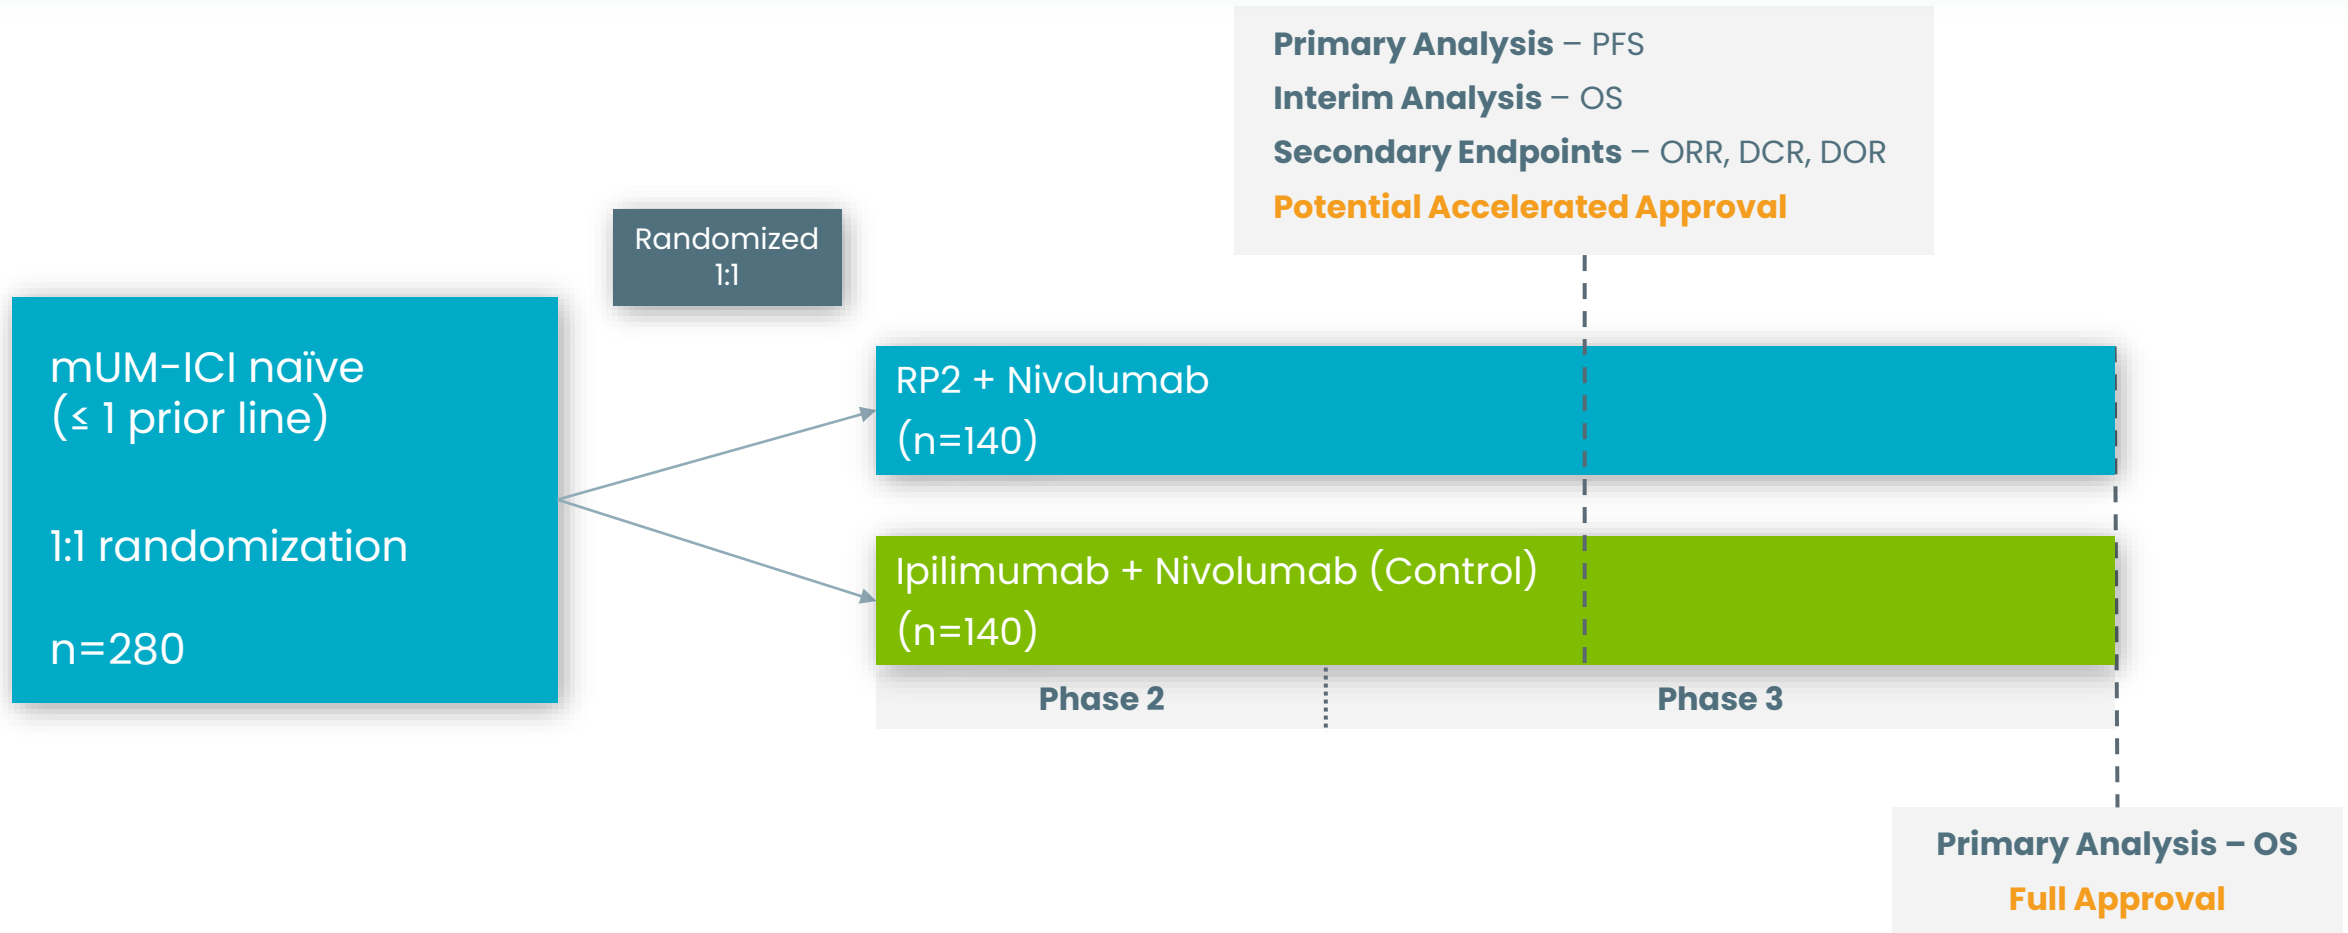 Primary Analysis – PFS
Interim Analysis – OS
Secondary Endpoints – ORR, DCR, DOR
Potential Accelerated Approval
Randomized
1:1
mUM-ICI naïve
(≤ 1 prior line)
1:1 randomization
n=280
RP2 + Nivolumab
(n=140)
Ipilimumab + Nivolumab (Control)
(n=140)
Phase 2
Phase 3
Primary Analysis – OS
Full Approval